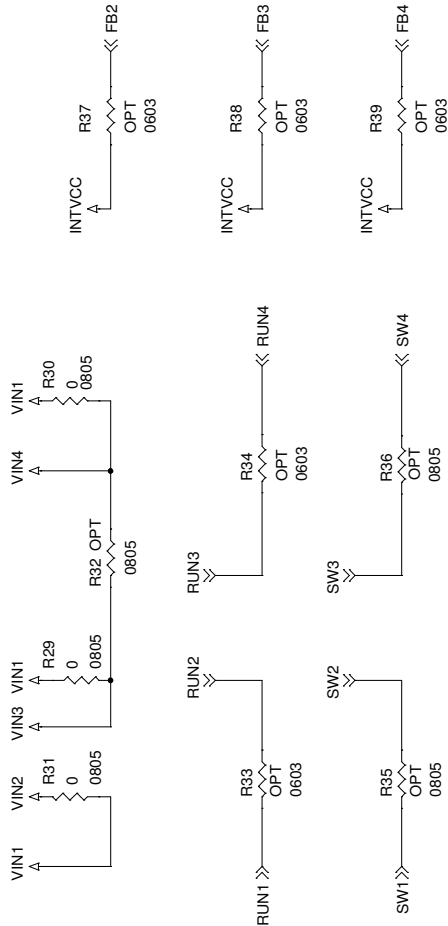 VIN1
VIN2
R31
0
0805
VIN3
VIN1
R29
0
0805
R32 OPT
0805
VIN4
VIN1
R30
0
0805
RUN1
R33
OPT
0603
RUN2
RUN3
R34
OPT
0603
RUN4
SW1
R35
OPT
0805
SW2
SW3
R36
OPT
0805
SW4
INTVCC
R37
OPT
0603
FB2
INTVCC
R38
OPT
0603
FB3
INTVCC
R39
OPT
0603
FB4